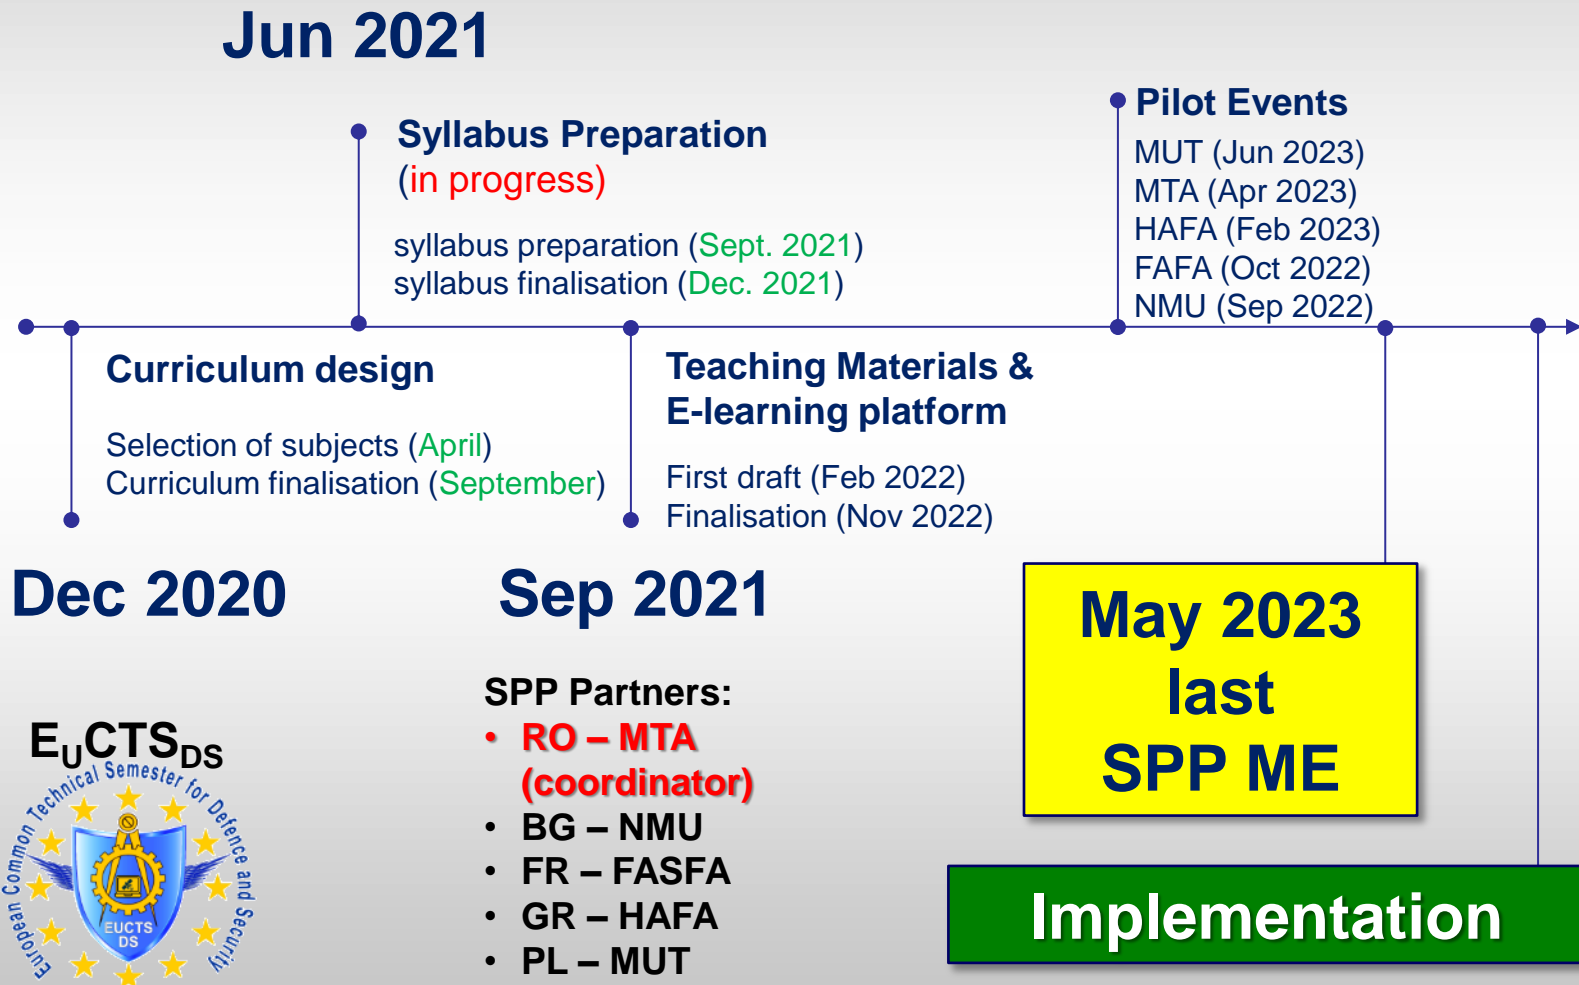 Jun 2021
Syllabus Preparation
(in progress)
syllabus preparation (Sept. 2021)
syllabus finalisation (Dec. 2021)
Pilot Events
MUT (Jun 2023)
MTA (Apr 2023)
HAFA (Feb 2023)
FAFA (Oct 2022)
NMU (Sep 2022)
Curriculum design
Selection of subjects (April)
Curriculum finalisation (September)
Teaching Materials &
E-learning platform
First draft (Feb 2022)
Finalisation (Nov 2022)
Dec 2020
Sep 2021
May 2023
last
SPP ME
SPP Partners:
• RO – MTA
(coordinator)
• BG – NMU
• FR – FASFA
• GR – HAFA
• PL – MUT
EUCTSDS
European Common Technical Semester for Defence and Security
EUCTS
DS
Implementation